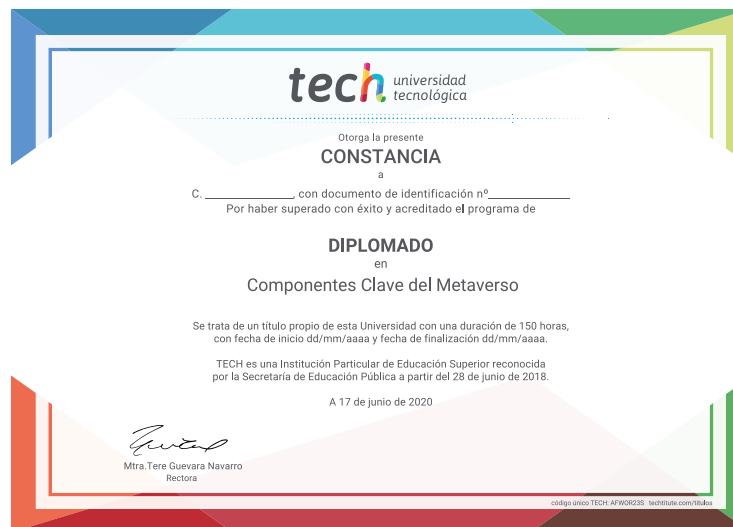 tech universidad
tecnológica
Otorga la presente
CONSTANCIA
a
C. ______________, con documento de identificación nº______________
Por haber superado con éxito y acreditado el programa de
DIPLOMADO
en
Componentes Clave del Metaverso
Se trata de un título propio de esta Universidad con una duración de 150 horas,
con fecha de inicio dd/mm/aaaa y fecha de finalización dd/mm/aaaa.
TECH es una Institución Particular de Educación Superior reconocida
por la Secretaría de Educación Pública a partir del 28 de junio de 2018.
A 17 de junio de 2020
Mtra.Tere Guevara Navarro
Rectora
código único TECH: AFWOR23S techtitute.com/titulos